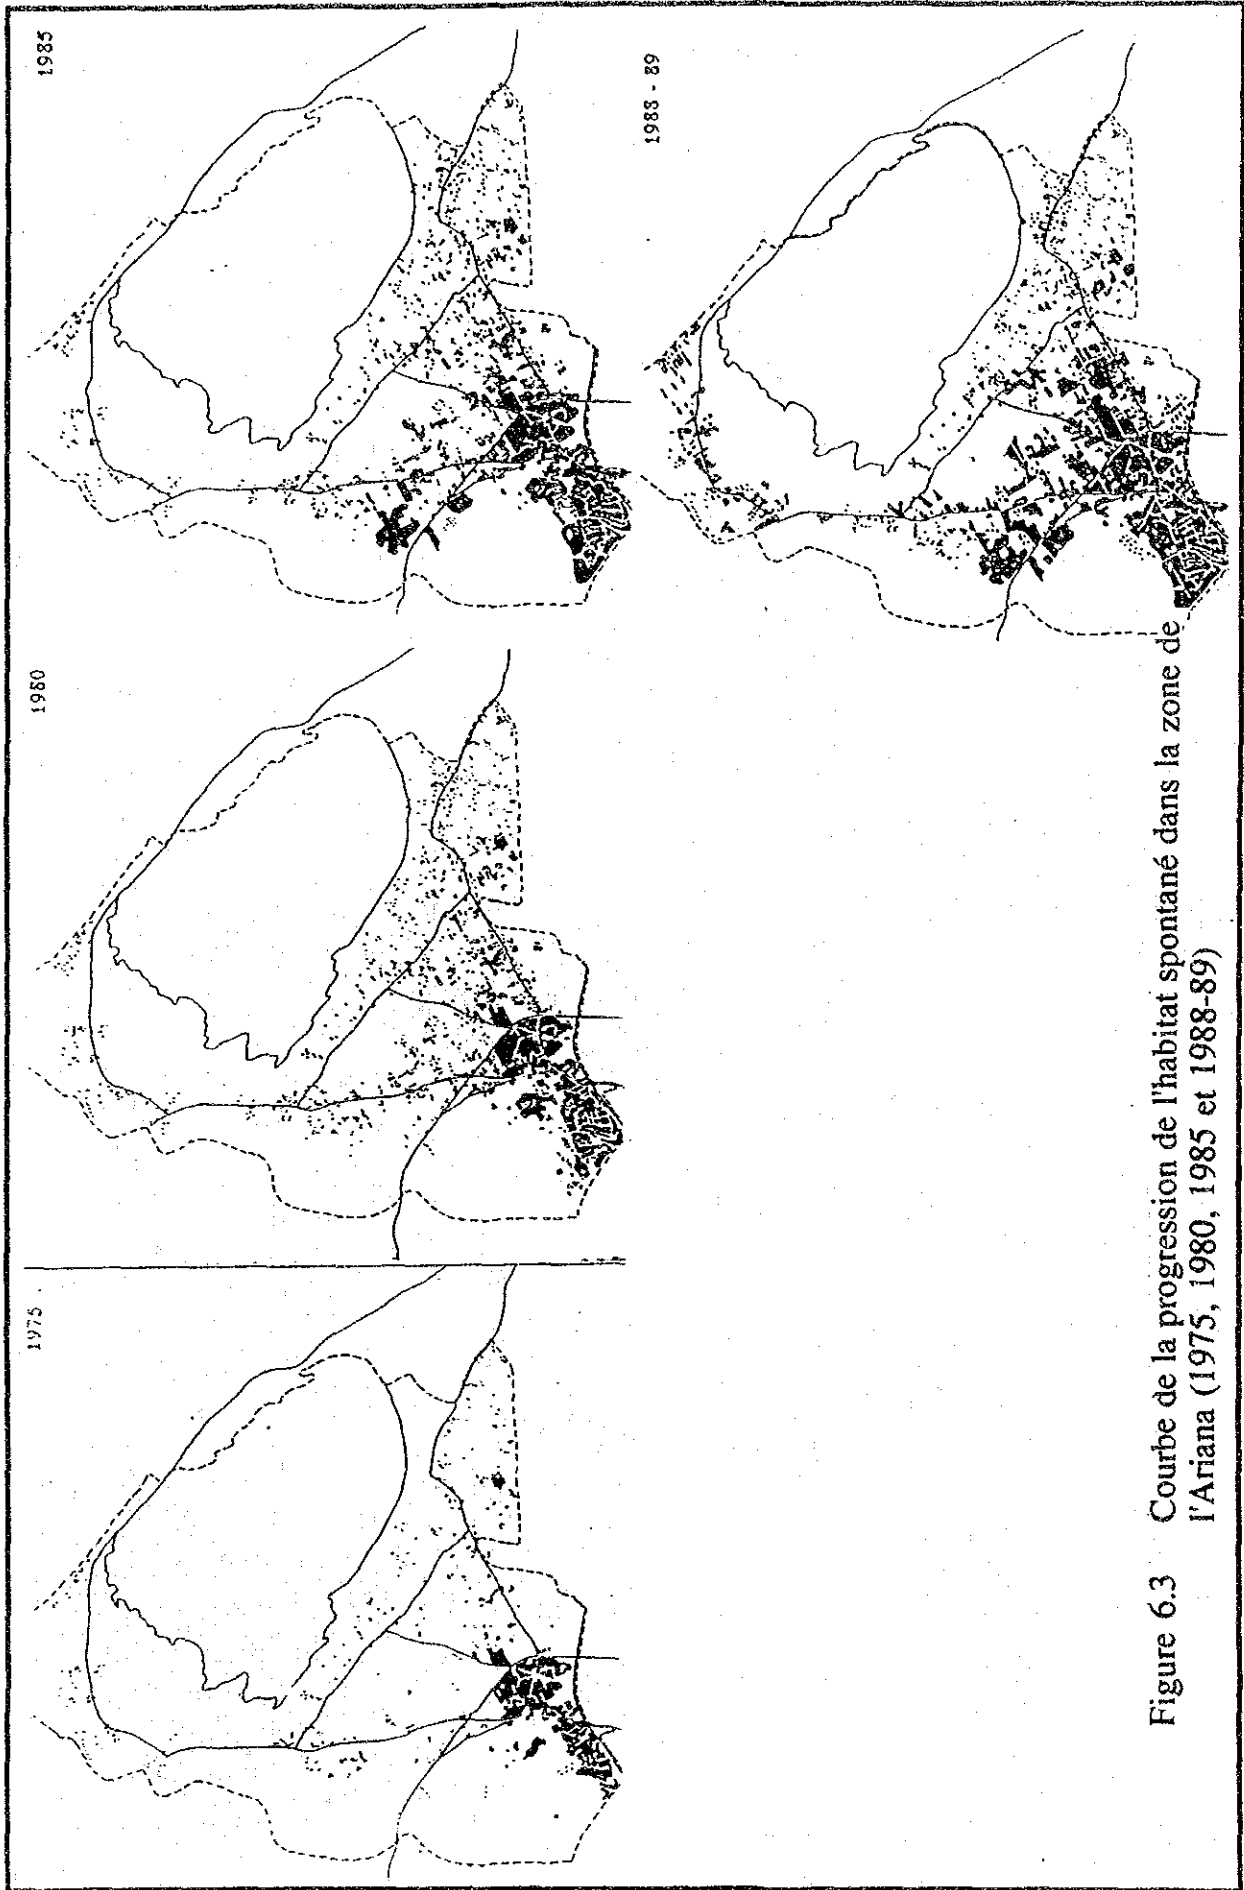 1975
1980
1985
1988 - 89
Figure 6.3 Courbe de la progression de l'habitat spontané dans la zone de
l'Ariana (1975, 1980, 1985 et 1988-89)